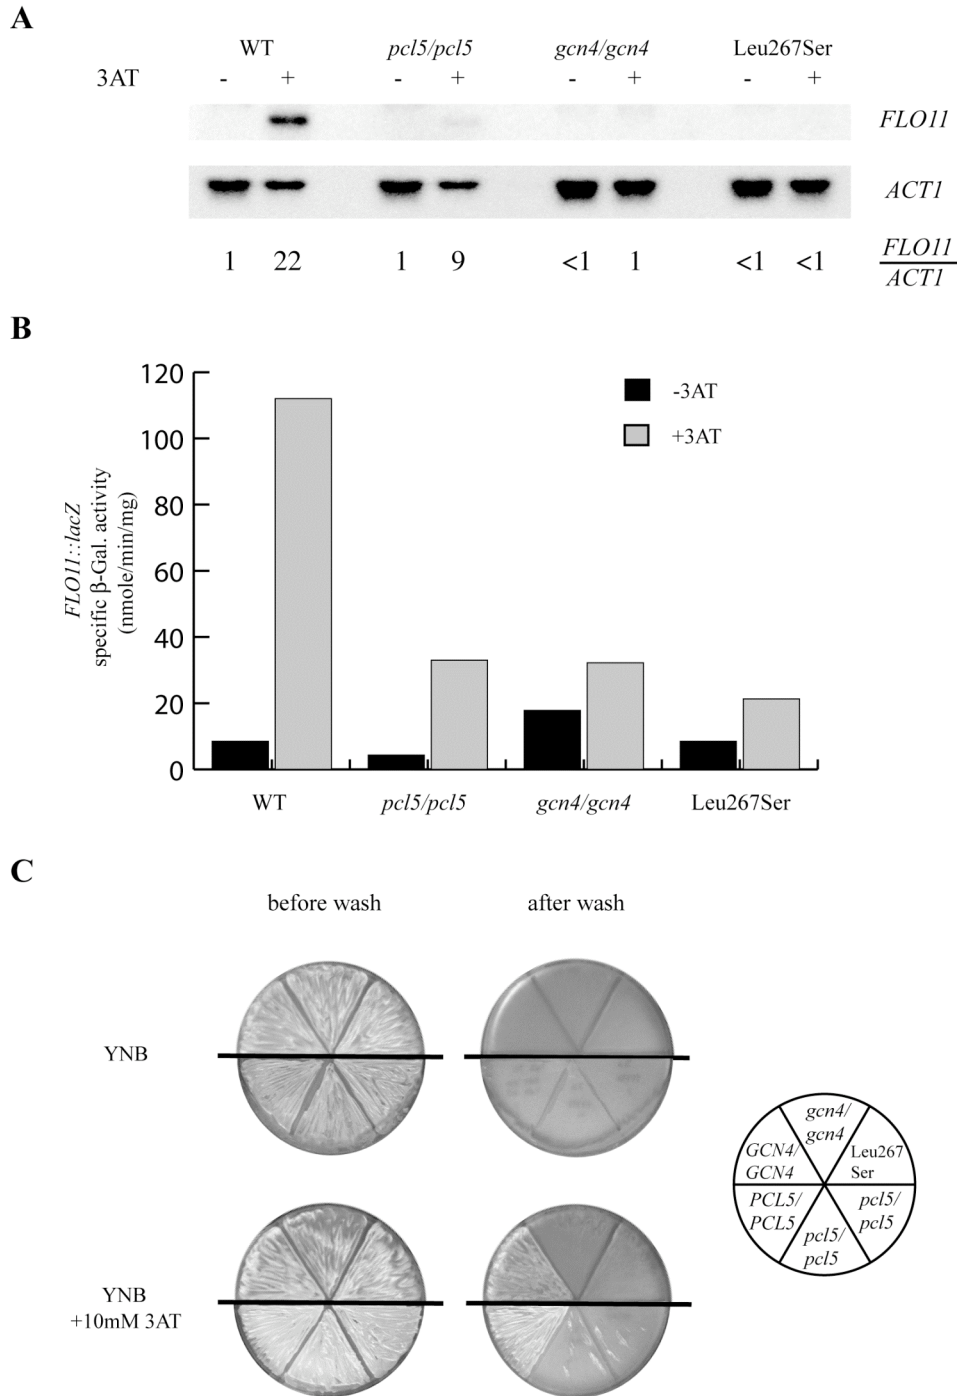 A
WT pcl5/pcl5 gcn4/gcn4 Leu267Ser
3AT - + - + - + - +
FLO11
ACT1
1 22 1 9 <1 1 <1 <1 FLO11
ACT1
B
120
100
80
60
40
20
0
FLO11::lacZ
specific β-Gal. activity
(nmole/min/mg)
-3AT
+3AT
WT pcl5/pcl5 gcn4/gcn4 Leu267Ser
C
before wash after wash
YNB
YNB
+10mM 3AT
gcn4/
gcn4
GCN4/
GCN4
Leu267
Ser
PCL5/
PCL5
pcl5/
pcl5
pcl5/
pcl5